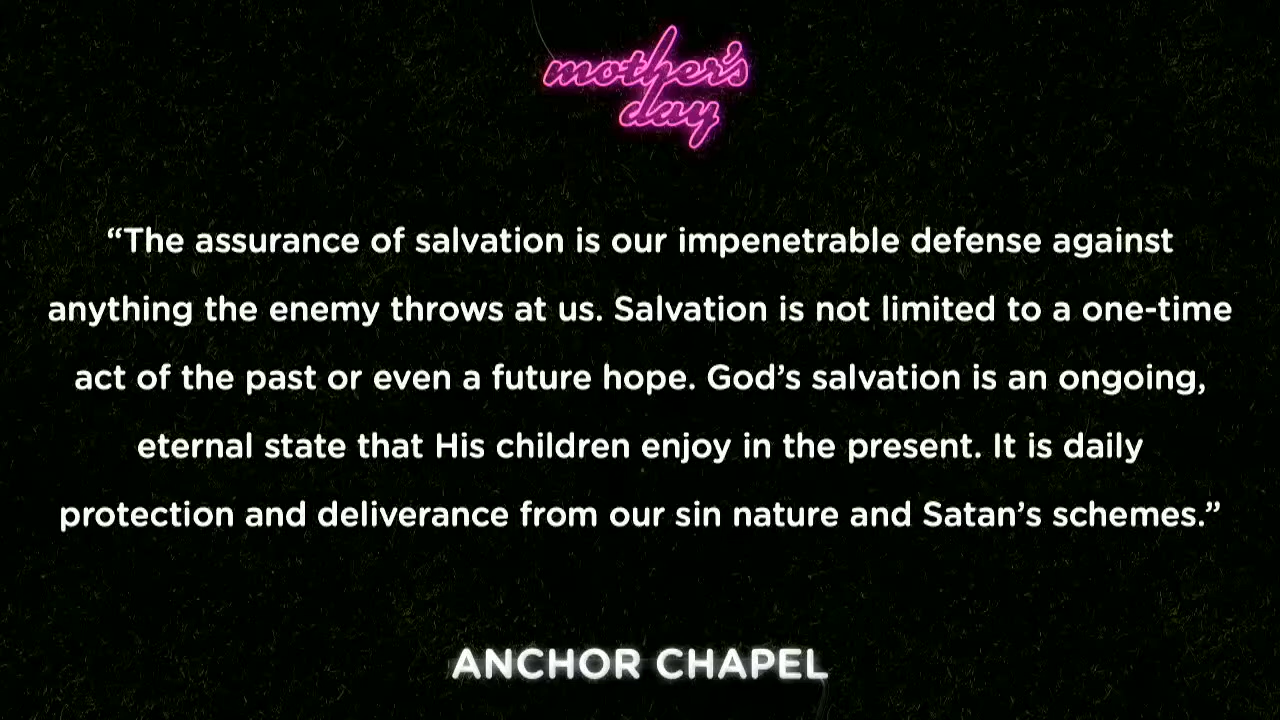 mother's
day
“The assurance of salvation is our impenetrable defense against
anything the enemy throws at us. Salvation is not limited to a one-time
act of the past or even a future hope. God’s salvation is an ongoing,
eternal state that His children enjoy in the present. It is daily
protection and deliverance from our sin nature and Satan’s schemes.”
ANCHOR CHAPEL